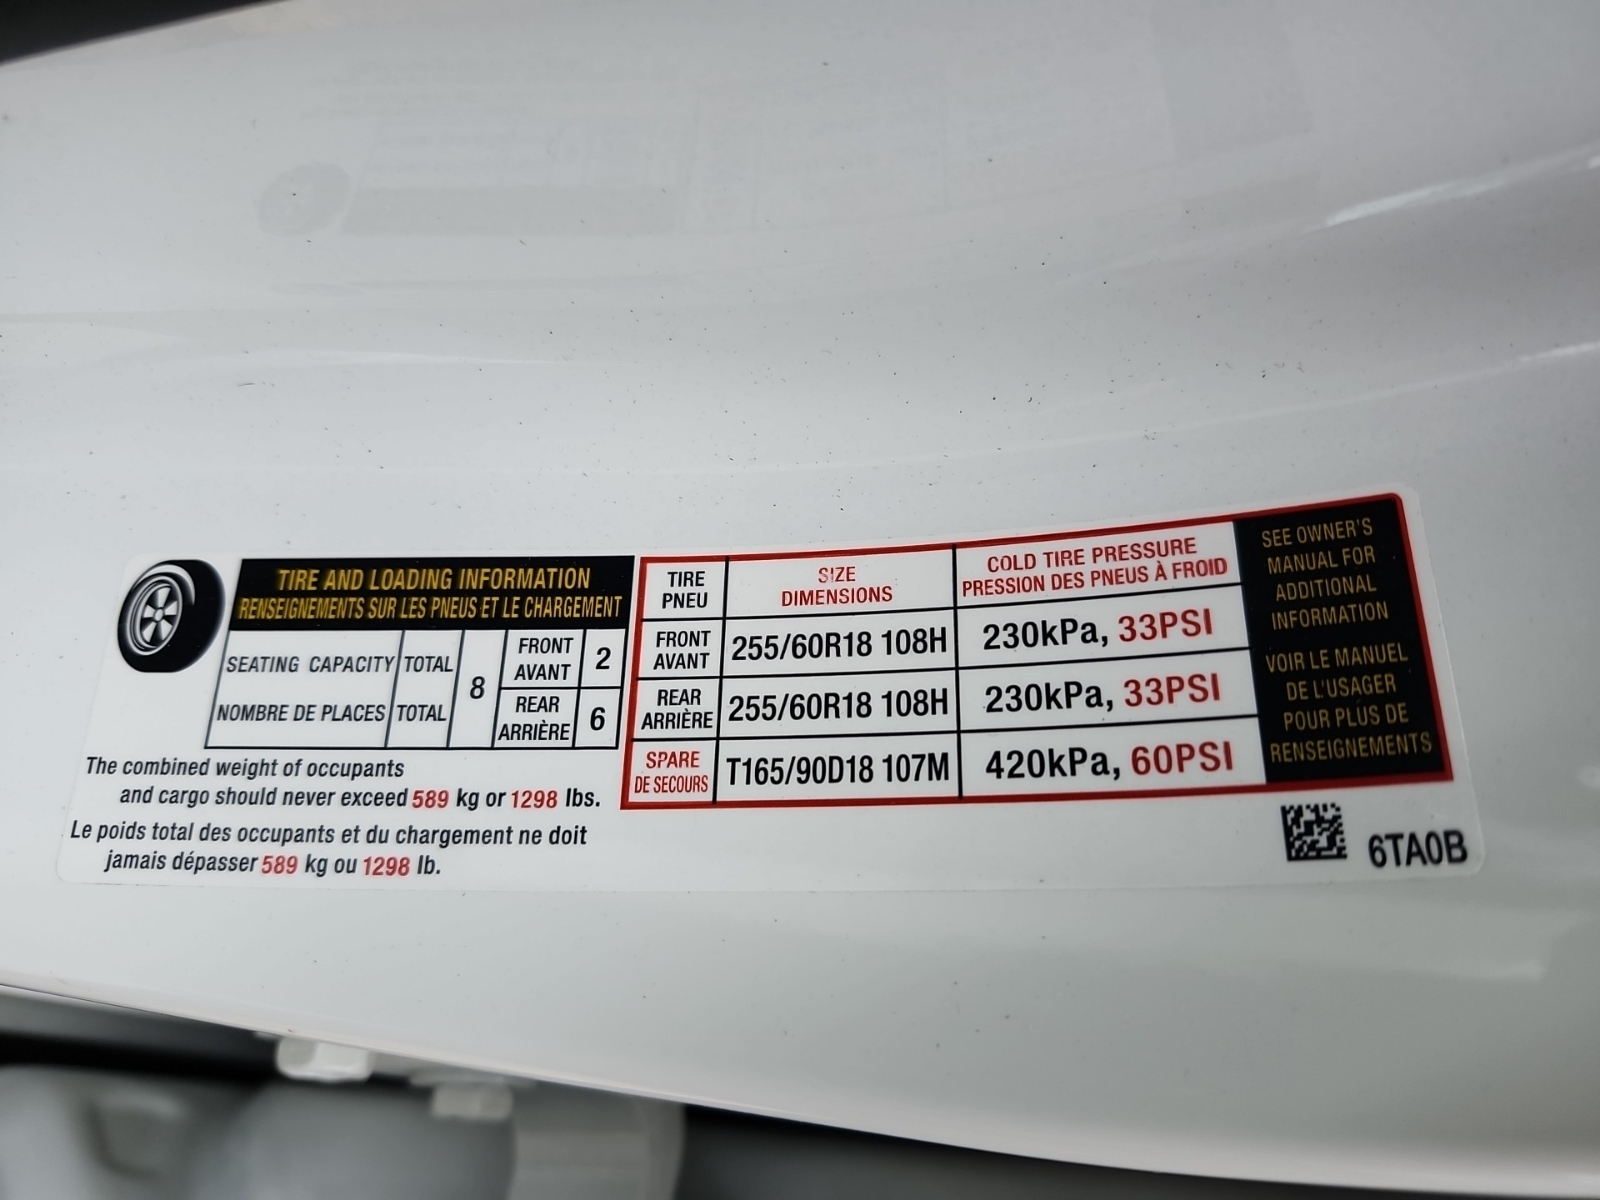 TIRE AND LOADING INFORMATION
RENSEIGNEMENTS SUR LES PNEUS ET LE CHARGEMENT
SEATING CAPACITY TOTAL
NOMBRE DE PLACES TOTAL
8
FRONT
AVANT
2
REAR
ARRIÈRE
6
The combined weight of occupants
and cargo should never exceed 589 kg or 1298 lbs.
Le poids total des occupants et du chargement ne doit
jamais dépasser 589 kg ou 1298 lb.
TIRE
PNEU
SIZE
DIMENSIONS
COLD TIRE PRESSURE
PRESSION DES PNEUS À FROID
FRONT
AVANT
255/60R18 108H
230kPa, 33PSI
REAR
ARRIÈRE
255/60R18 108H
230kPa, 33PSI
SPARE
DE SECOURS
T165/90D18 107M
420kPa, 60PSI
SEE OWNER'S
MANUAL FOR
ADDITIONAL
INFORMATION
VOIR LE MANUEL
DE L'USAGER
POUR PLUS DE
RENSEIGNEMENTS
6TA0B